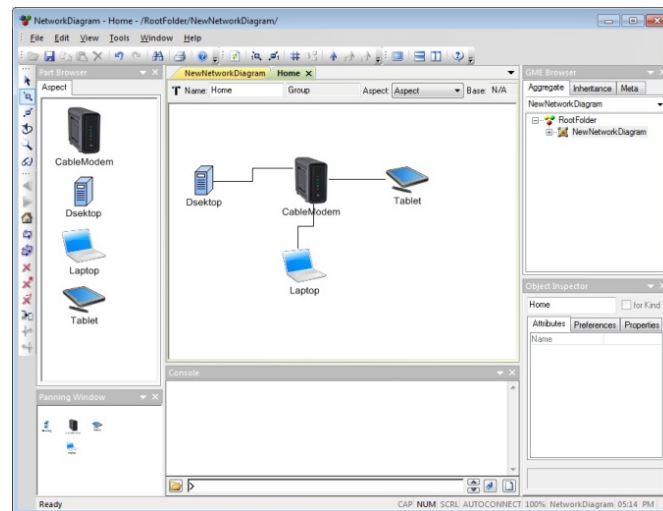 NetworkDiagram - Home - /RootFolder/NewNetworkDiagram/
File Edit View Tools Window Help
Part Browser
Aspect
CableModem
Dsektop
Laptop
Tablet
Panning Window
NewNetworkDiagram Home X
Name: Home Group Aspect: Aspect Base: N/A
Dsektop
CableModem
Tablet
Laptop
Console
GME Browser
Aggregate Inheritance Meta
NewNetworkDiagram
RootFolder
NewNetworkDiagram
Object Inspector
Home for Kind
Attributes Preferences Properties
Name
Ready CAP NUM SCRL AUTOCONNECT 100% NetworkDiagram 05:14 PM